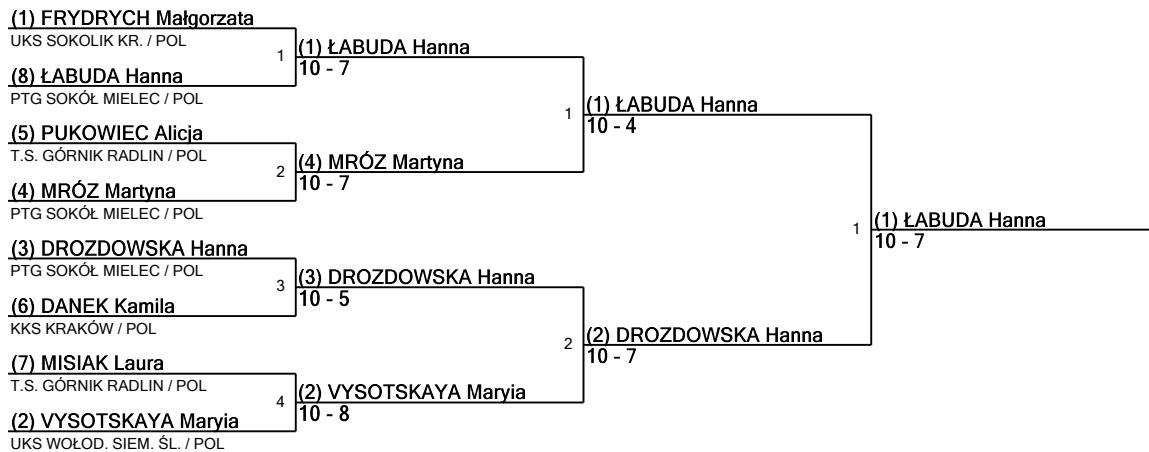 (1) FRYDRYCH Małgorzata
UKS SOKOLIK KR. / POL
1
(1) ŁABUDA Hanna
10 - 7
(8) ŁABUDA Hanna
PTG SOKÓŁ MIELEC / POL
1
(1) ŁABUDA Hanna
10 - 4
(5) PUKOWIEC Alicja
T.S. GÓRNIK RADLIN / POL
2
(4) MRÓZ Martyna
10 - 7
(4) MRÓZ Martyna
PTG SOKÓŁ MIELEC / POL
1
(1) ŁABUDA Hanna
10 - 7
(3) DROZDOWSKA Hanna
PTG SOKÓŁ MIELEC / POL
3
(3) DROZDOWSKA Hanna
10 - 5
(6) DANEK Kamila
KKS KRAKÓW / POL
2
(2) DROZDOWSKA Hanna
10 - 7
(7) MISIAK Laura
T.S. GÓRNIK RADLIN / POL
4
(2) VYSOTSKAYA Maryia
10 - 8
(2) VYSOTSKAYA Maryia
UKS WOŁOD. SIEM. ŚL. / POL